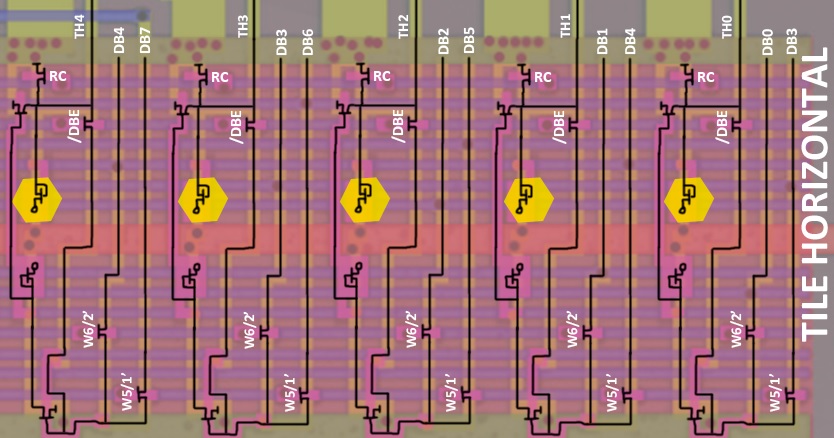 TH4 DB4 DB7 TH3 DB3 DB6 TH2 DB2 DB5 TH1 DB1 DB4 TH0 DB0 DB3
RC RC RC RC RC
/DBE /DBE /DBE /DBE /DBE
W6/2' W6/2' W6/2' W6/2' W6/2'
W5/1' W5/1' W5/1' W5/1' W5/1'
TILE HORIZONTAL